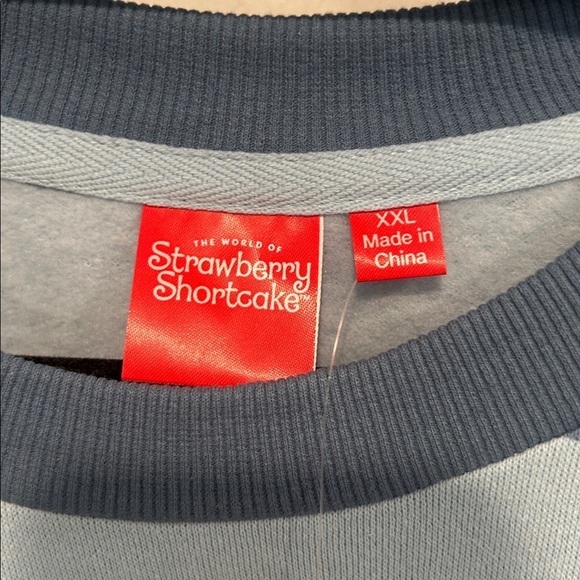 THE WORLD OF
Strawberry
Shortcake™
XXL
Made in
China